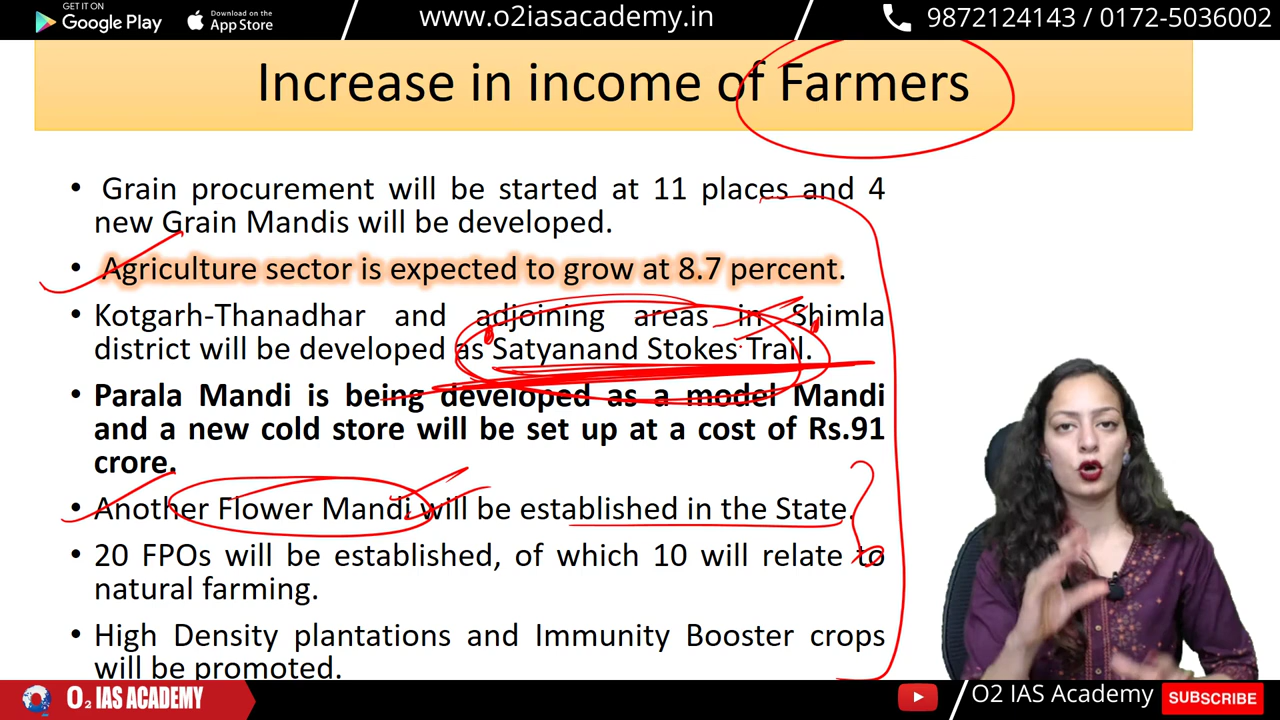 GET IT ON
Google Play
Download on the
App Store
www.o2iasacademy.in
9872124143 / 0172-5036002
Increase in income of Farmers
• Grain procurement will be started at 11 places and 4
new Grain Mandis will be developed.
• Agriculture sector is expected to grow at 8.7 percent.
• Kotgarh-Thanadhar and adjoining areas in Shimla
district will be developed as Satyanand Stokes Trail.
• Parala Mandi is being developed as a model Mandi
and a new cold store will be set up at a cost of Rs.91
crore.
• Another Flower Mandi will be established in the State.
• 20 FPOs will be established, of which 10 will relate to
natural farming.
• High Density plantations and Immunity Booster crops
will be promoted.
O2 IAS ACADEMY
O2 IAS Academy
SUBSCRIBE